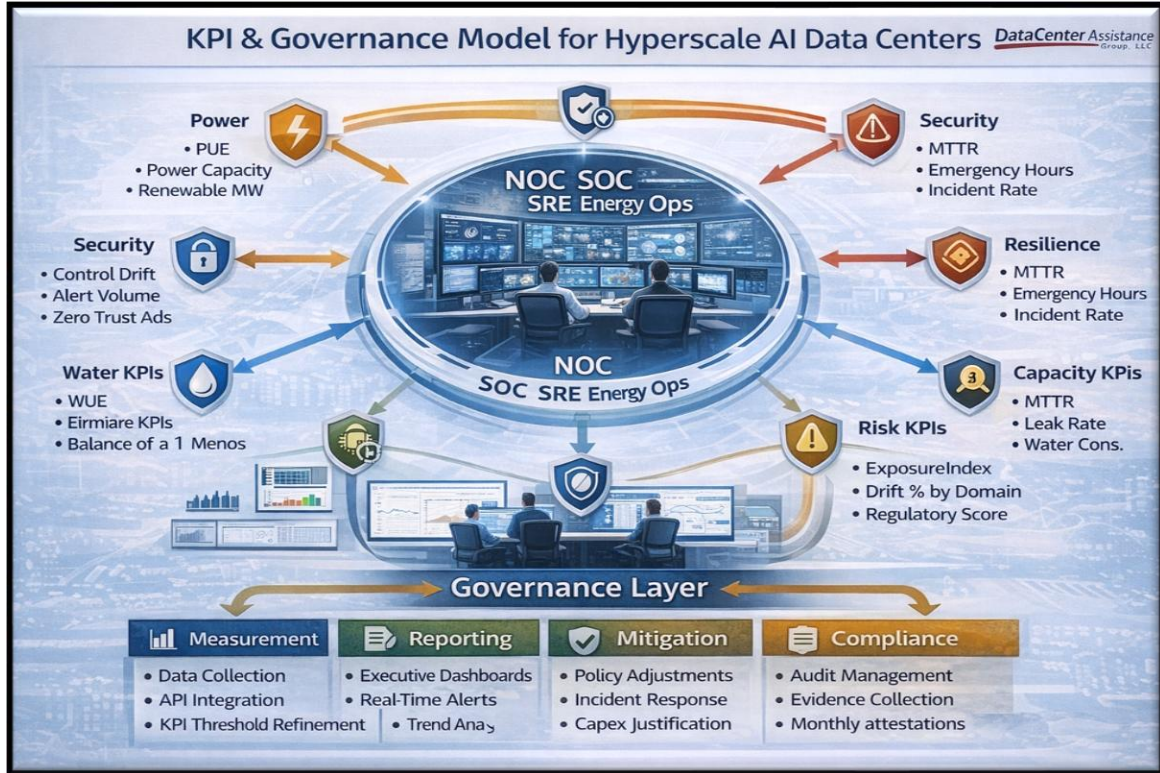 KPI & Governance Model for Hyperscale AI Data Centers
DataCenter Assistance
Group, LLC
Power
• PUE
• Power Capacity
• Renewable MW
Security
• MTTR
• Emergency Hours
• Incident Rate
NOC SOC
SRE Energy Ops
Security
• Control Drift
• Alert Volume
• Zero Trust Ads
Resilience
• MTTR
• Emergency Hours
• Incident Rate
NOC
SOC SRE Energy Ops
Water KPIs
• WUE
• Eirmiare KPIs
• Balance of a 1 Menos
Capacity KPIs
• MTTR
• Leak Rate
• Water Cons.
Risk KPIs
• ExposureIndex
• Drift % by Domain
• Regulatory Score
Governance Layer
Measurement
• Data Collection
• API Integration
• KPI Threshold Refinement
Reporting
• Executive Dashboards
• Real-Time Alerts
• Trend Anay
Mitigation
• Policy Adjustments
• Incident Response
• Capex Justification
Compliance
• Audit Management
• Evidence Collection
• Monthly attestations